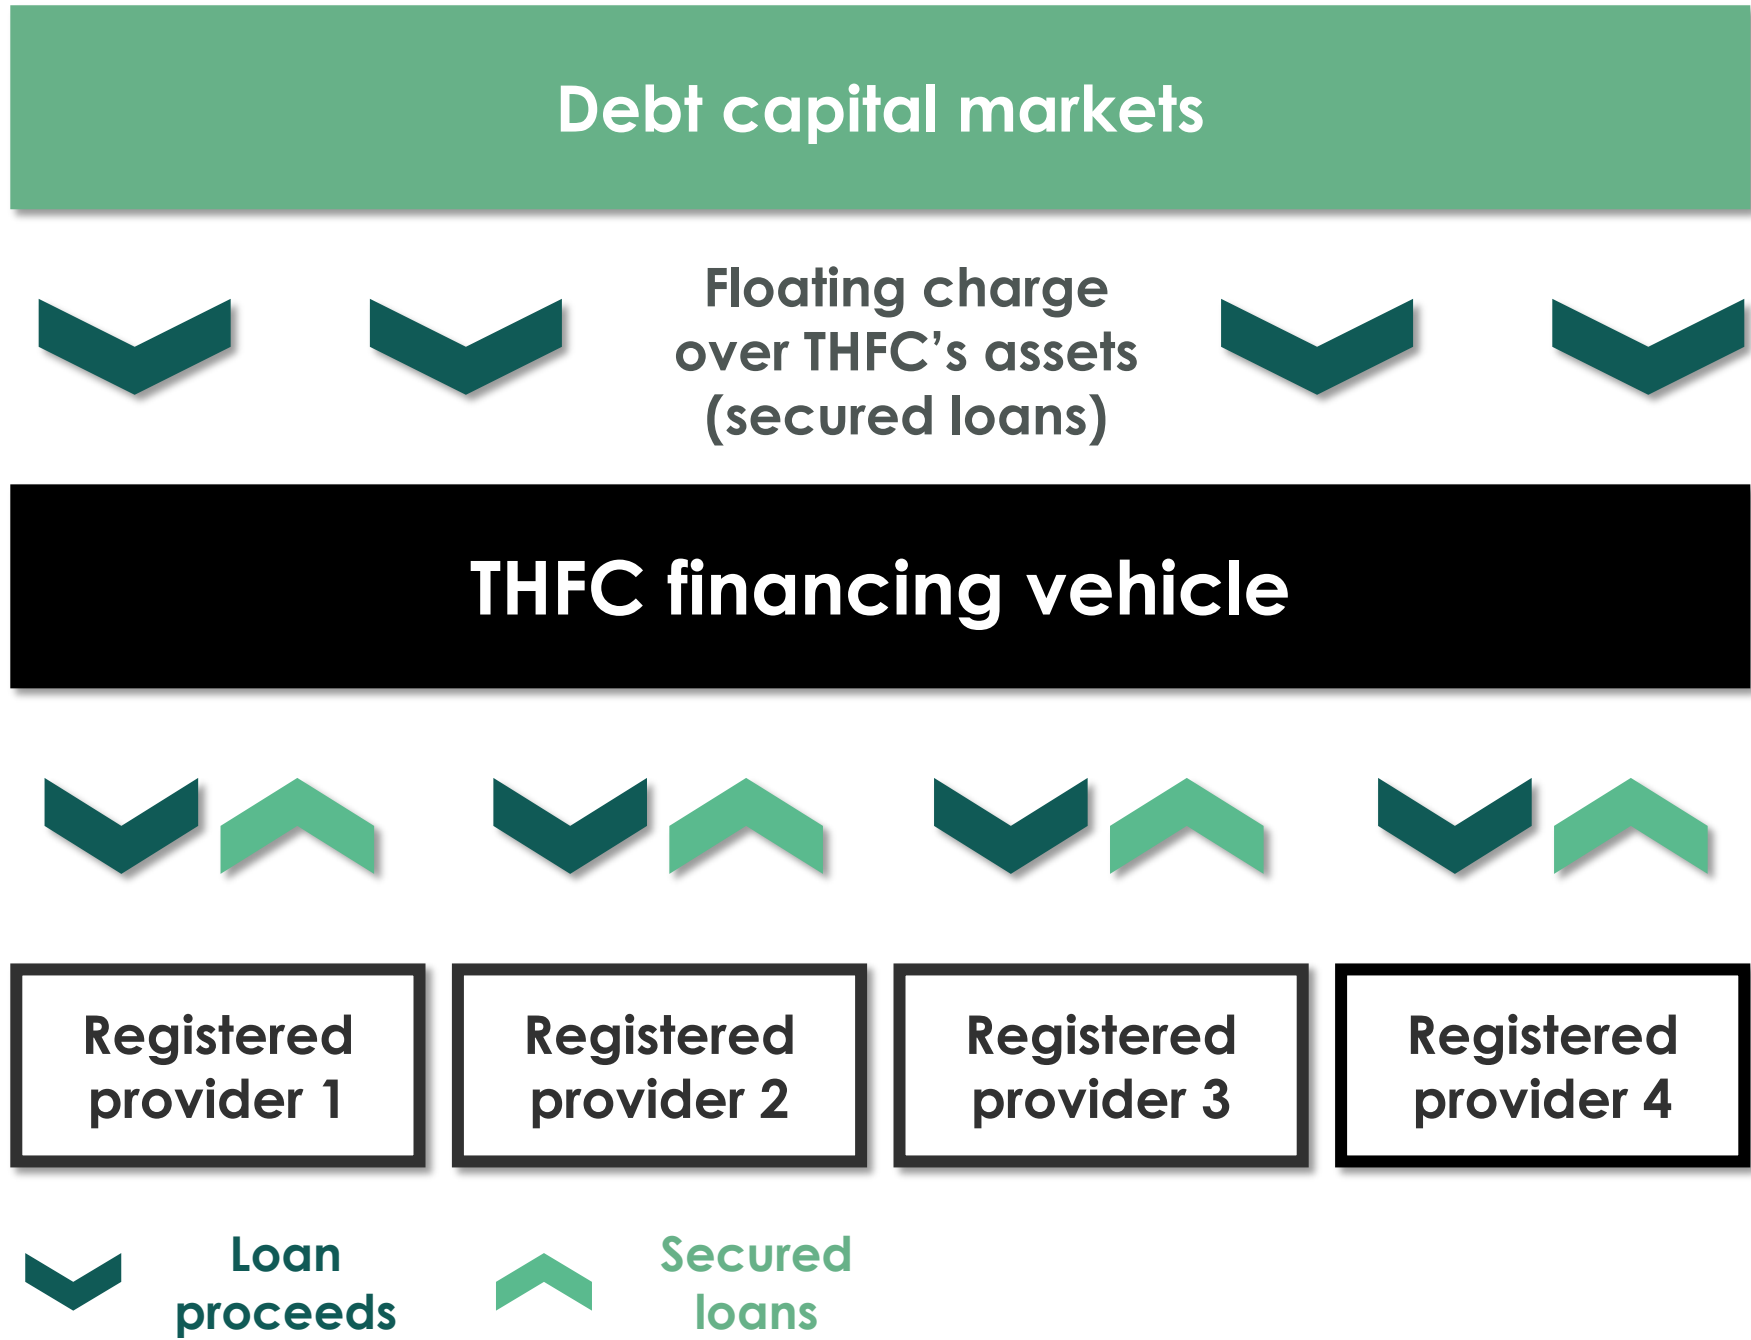 Debt capital markets
Floating charge
over THFC’s assets
(secured loans)
THFC financing vehicle
Registered
provider 1
Registered
provider 2
Registered
provider 3
Registered
provider 4
Loan
proceeds
Secured
loans